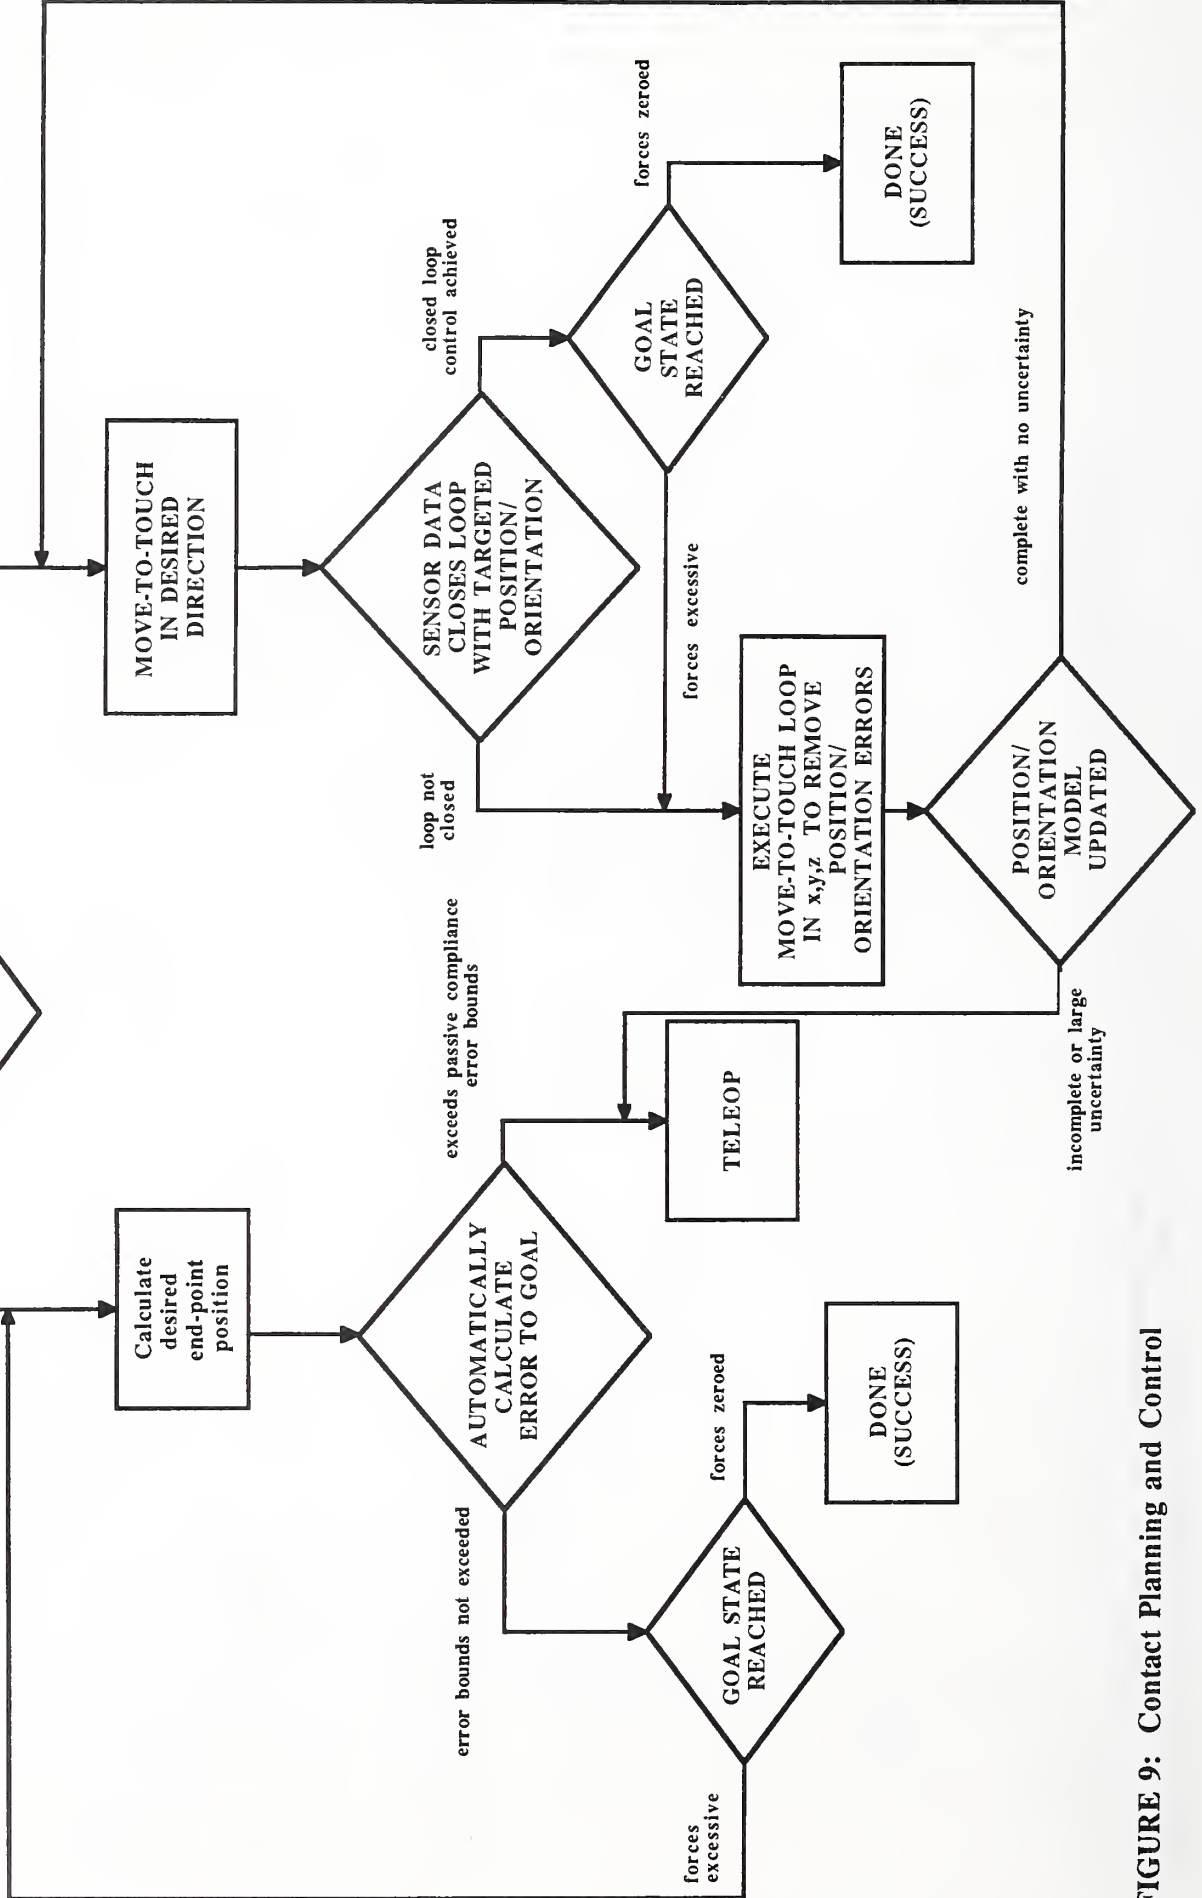 Calculate
desired
end-point
position
AUTOMATICALLY
CALCULATE
ERROR TO GOAL
error bounds not exceeded
exceeds passive compliance
error bounds
GOAL STATE
REACHED
forces
excessive
forces zeroed
DONE
(SUCCESS)
TELEOP
MOVE-TO-TOUCH
IN DESIRED
DIRECTION
SENSOR DATA
CLOSES LOOP
WITH TARGETED
POSITION/
ORIENTATION
loop not
closed
closed loop
control achieved
GOAL
STATE
REACHED
forces zeroed
forces excessive
DONE
(SUCCESS)
EXECUTE
MOVE-TO-TOUCH LOOP
IN x,y,z TO REMOVE
POSITION/
ORIENTATION ERRORS
POSITION/
ORIENTATION
MODEL
UPDATED
incomplete or large
uncertainty
complete with no uncertainty
FIGURE 9: Contact Planning and Control